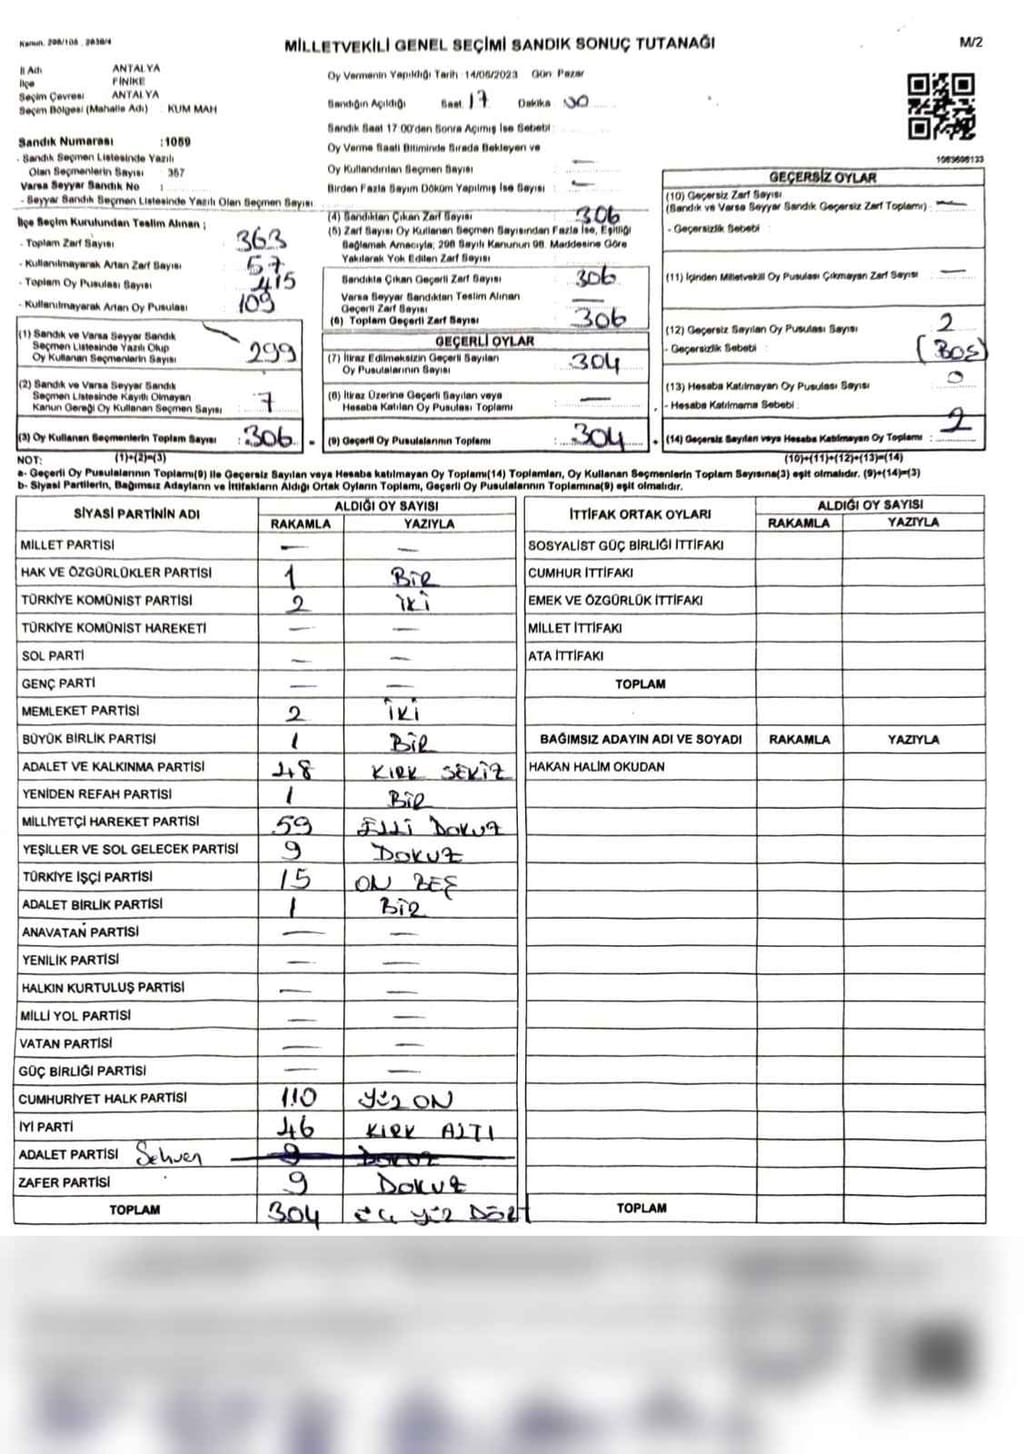 Kanun. 298/105 , 2839/4
MİLLETVEKİLİ GENEL SEÇİMİ SANDIK SONUÇ TUTANAĞI
M/2
İl Adı ANTALYA
İlçe FİNİKE
Seçim Çevresi ANTALYA
Seçim Bölgesi (Mahalle Adı) KUM MAH
Sandık Numarası :1059
- Sandık Seçmen Listesinde Yazılı
Olan Seçmenlerin Sayısı 367
Varsa Seyyar Sandık No :
- Seyyar Sandık Seçmen Listesinde Yazılı Olan Seçmen Sayısı
İlçe Seçim Kurulundan Teslim Alınan ;
- Toplam Zarf Sayısı 363
- Kullanılmayarak Artan Zarf Sayısı 57
- Toplam Oy Pusulası Sayısı 415
- Kullanılmayarak Artan Oy Pusulası 109
(1) Sandık ve Varsa Seyyar Sandık
Seçmen Listesinde Yazılı Olup
Oy Kullanan Seçmenlerin Sayısı 299
(2) Sandık ve Varsa Seyyar Sandık
Seçmen Listesinde Kayıtlı Olmayan
Kanun Gereği Oy Kullanan Seçmen Sayısı 7
(3) Oy Kullanan Seçmenlerin Toplam Sayısı : 306
Oy Vermenin Yapıldığı Tarih :14/05/2023 Gün Pazar
Sandığın Açıldığı Saat 17 Dakika 00
Sandık Saat 17 00'den Sonra Açımış İse Sebebi
Oy Verme Saati Bitiminde Sırada Bekleyen ve
Oy Kullandırılan Seçmen Sayısı —
Birden Fazla Sayım Döküm Yapılmış İse Sayısı : —
(4) Sandıktan Çıkan Zarf Sayısı 306
(5) Zarf Sayısı Oy Kullanan Seçmen Sayısından Fazla İse, Eşitliği
Sağlamak Amacıyla, 298 Sayılı Kanunun 98. Maddesine Göre
Yakılarak Yok Edilen Zarf Sayısı
Sandıkta Çıkan Geçerli Zarf Sayısı 306
Varsa Seyyar Sandıktan Teslim Alınan
Geçerli Zarf Sayısı —
(6) Toplam Geçerli Zarf Sayısı 306
GEÇERLİ OYLAR
(7) İtiraz Edilmeksizin Geçerli Sayılan
Oy Pusulalarının Sayısı 304
(8) İtiraz Üzerine Geçerli Sayılan veya
Hesaba Katılan Oy Pusulası Toplamı —
(9) Geçerli Oy Pusulalarının Toplamı : 304
1083608133
GEÇERSİZ OYLAR
(10) Geçersiz Zarf Sayısı
(Sandık ve Varsa Seyyar Sandık Geçersiz Zarf Toplamı) : —
- Geçersizlik Sebebi :
(11) İçinden Milletvekili Oy Pusulası Çıkmayan Zarf Sayısı —
(12) Geçersiz Sayılan Oy Pusulası Sayısı 2
- Geçersizlik Sebebi : (BOŞ)
(13) Hesaba Katılmayan Oy Pusulası Sayısı 0
- Hesaba Katılmama Sebebi :
(14) Geçersiz Sayılan veya Hesaba Katılmayan Oy Toplamı : 2
NOT: (1)+(2)=(3) (10)+(11)+(12)+(13)=(14)
a- Geçerli Oy Pusulalarının Toplamı(9) ile Geçersiz Sayılan veya Hesaba katılmayan Oy Toplamı(14) Toplamları, Oy Kullanan Seçmenlerin Toplam Sayısına(3) eşit olmalıdır. (9)+(14)=(3)
b- Siyasi Partilerin, Bağımsız Adayların ve İttifakların Aldığı Ortak Oyların Toplamı, Geçerli Oy Pusulalarının Toplamına(9) eşit olmalıdır.
SİYASİ PARTİNİN ADI ALDIĞI OY SAYISI
RAKAMLA YAZIYLA
MİLLET PARTİSİ — —
HAK VE ÖZGÜRLÜKLER PARTİSİ 1 BİR
TÜRKİYE KOMÜNİST PARTİSİ 2 İKİ
TÜRKİYE KOMÜNİST HAREKETİ — —
SOL PARTİ — —
GENÇ PARTİ — —
MEMLEKET PARTİSİ 2 İKİ
BÜYÜK BİRLİK PARTİSİ 1 BİR
ADALET VE KALKINMA PARTİSİ 48 KIRK SEKİZ
YENİDEN REFAH PARTİSİ 1 BİR
MİLLİYETÇİ HAREKET PARTİSİ 59 ELLİ DOKUZ
YEŞİLLER VE SOL GELECEK PARTİSİ 9 DOKUZ
TÜRKİYE İŞÇİ PARTİSİ 15 ON BEŞ
ADALET BİRLİK PARTİSİ 1 BİR
ANAVATAN PARTİSİ — —
YENİLİK PARTİSİ — —
HALKIN KURTULUŞ PARTİSİ — —
MİLLİ YOL PARTİSİ — —
VATAN PARTİSİ — —
GÜÇ BİRLİĞİ PARTİSİ — —
CUMHURİYET HALK PARTİSİ 110 YÜZ ON
İYİ PARTİ 46 KIRK ALTI
ADALET PARTİSİ Sehven 9 DOKUZ
ZAFER PARTİSİ 9 DOKUZ
TOPLAM 304 ÜÇ YÜZ DÖRT
İTTİFAK ORTAK OYLARI ALDIĞI OY SAYISI
RAKAMLA YAZIYLA
SOSYALİST GÜÇ BİRLİĞİ İTTİFAKI
CUMHUR İTTİFAKI
EMEK VE ÖZGÜRLÜK İTTİFAKI
MİLLET İTTİFAKI
ATA İTTİFAKI
TOPLAM
BAĞIMSIZ ADAYIN ADI VE SOYADI RAKAMLA YAZIYLA
HAKAN HALİM OKUDAN
TOPLAM